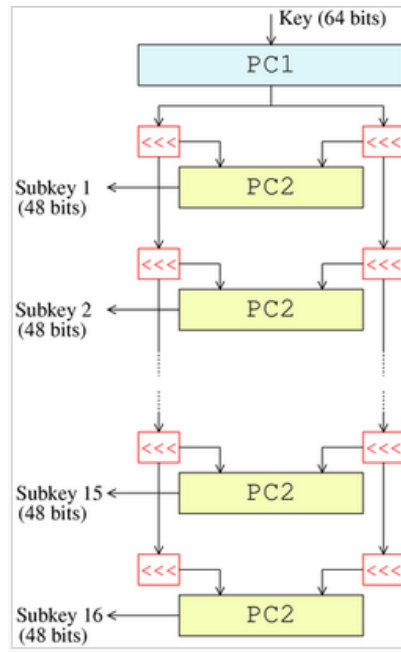 Key (64 bits)
PC1
<<< <<<
Subkey 1
(48 bits)
PC2
<<< <<<
Subkey 2
(48 bits)
PC2
<<< <<<
Subkey 15
(48 bits)
PC2
<<< <<<
Subkey 16
(48 bits)
PC2